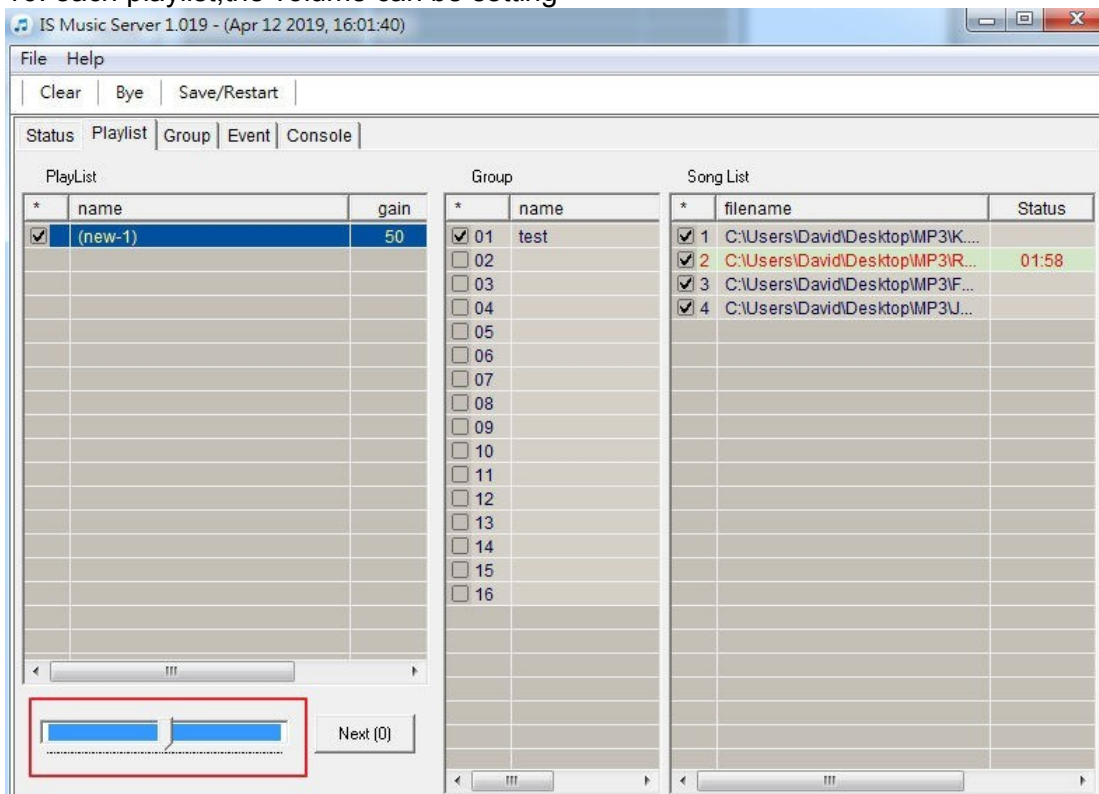 each playlist,the volume can be setting
IS Music Server 1.019 - (Apr 12 2019, 16:01:40)
File Help
Clear Bye Save/Restart
Status Playlist Group Event Console
PlayList
* name gain
(new-1) 50
Group
* name
01 test
02
03
04
05
06
07
08
09
10
11
12
13
14
15
16
Song List
* filename Status
1 C:\Users\David\Desktop\MP3\K....
2 C:\Users\David\Desktop\MP3\R... 01:58
3 C:\Users\David\Desktop\MP3\F...
4 C:\Users\David\Desktop\MP3\J...
Next (0)